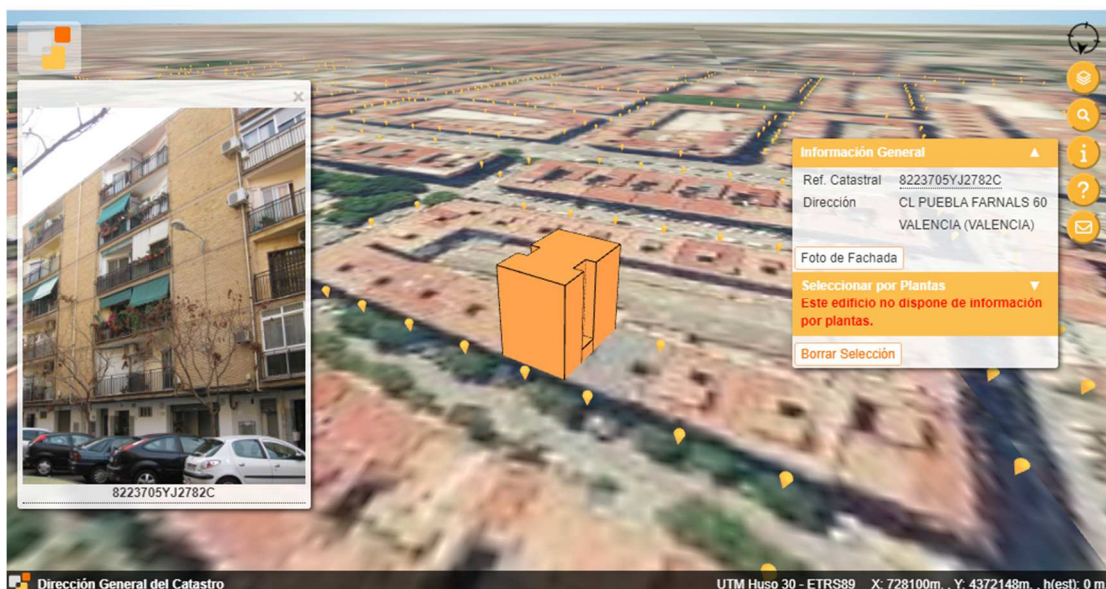 8223705YJ2782C
Información General
Ref. Catastral 8223705YJ2782C
Dirección CL PUEBLA FARNALS 60
VALENCIA (VALENCIA)
Foto de Fachada
Seleccionar por Plantas
Este edificio no dispone de información
por plantas.
Borrar Selección
Dirección General del Catastro UTM Huso 30 - ETRS89 X: 728100m. , Y: 4372148m. , h(est): 0 m.